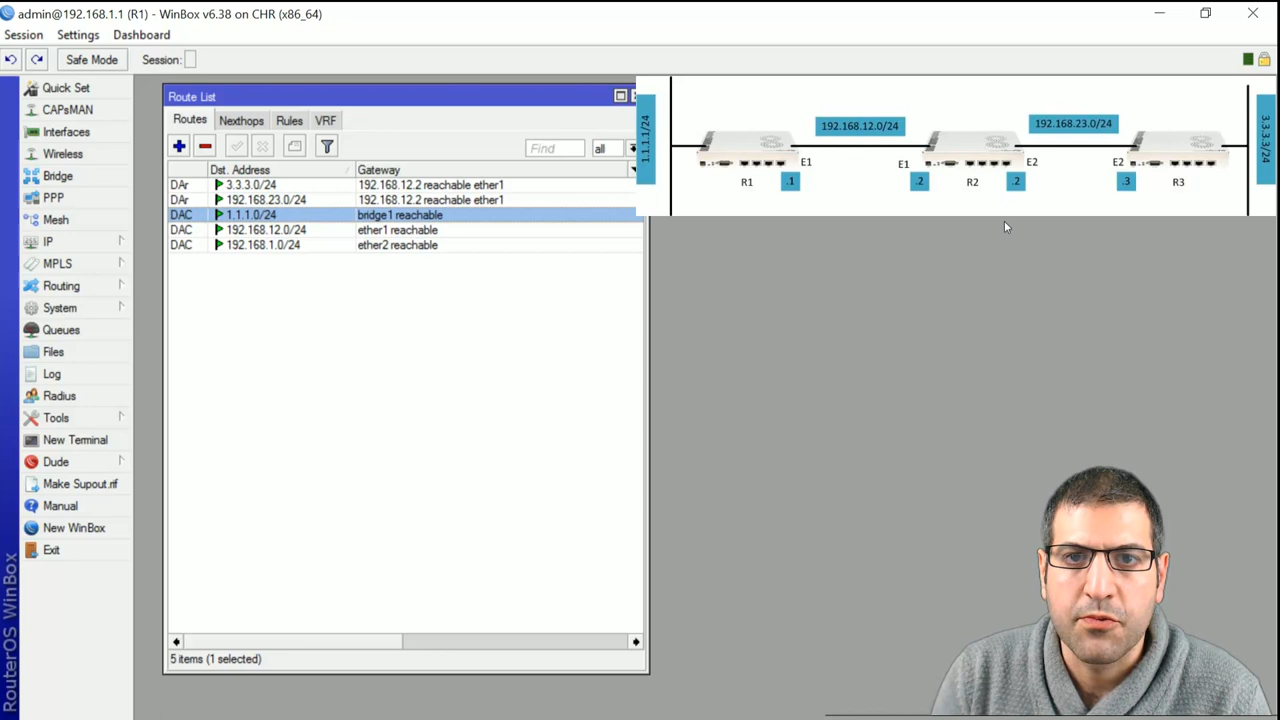 admin@192.168.1.1 (R1) - WinBox v6.38 on CHR (x86_64)
Session Settings Dashboard
Safe Mode Session:
Quick Set
CAPsMAN
Interfaces
Wireless
Bridge
PPP
Mesh
IP
MPLS
Routing
System
Queues
Files
Log
Radius
Tools
New Terminal
Dude
Make Supout.rif
Manual
New WinBox
Exit
RouterOS WinBox
Route List
Routes Nexthops Rules VRF
Find all
Dst. Address Gateway
DAr 3.3.3.0/24 192.168.12.2 reachable ether1
DAr 192.168.23.0/24 192.168.12.2 reachable ether1
DAC 1.1.1.0/24 bridge1 reachable
DAC 192.168.12.0/24 ether1 reachable
DAC 192.168.1.0/24 ether2 reachable
5 items (1 selected)
1.1.1.1/24
192.168.12.0/24
192.168.23.0/24
3.3.3.3/24
E1 E1 E2 E2
R1 .1 .2 R2 .2 .3 R3